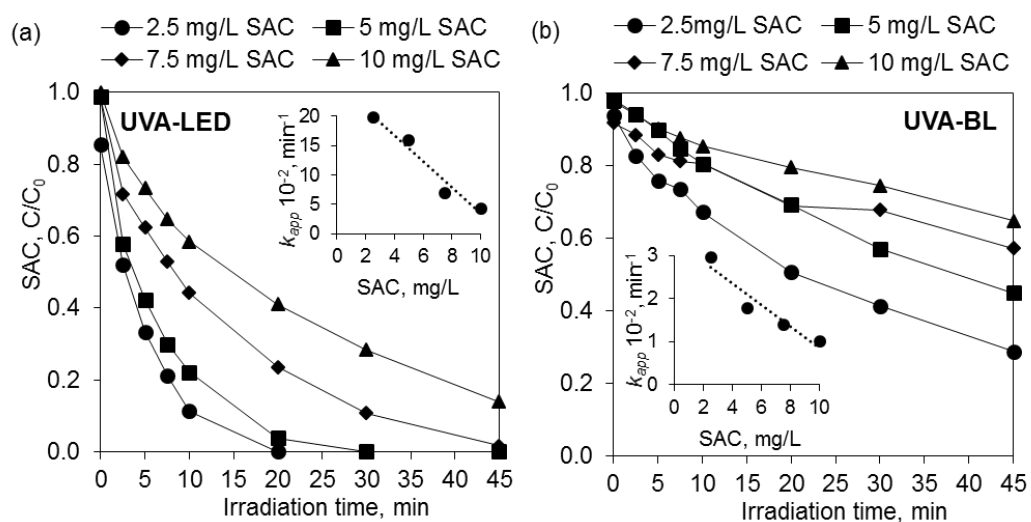 (a)
2.5 mg/L SAC
5 mg/L SAC
7.5 mg/L SAC
10 mg/L SAC
UVA-LED
SAC, C/C₀
1.0
0.8
0.6
0.4
0.2
0.0
0 5 10 15 20 25 30 35 40 45
Irradiation time, min
k_app 10⁻², min⁻¹
20
15
10
5
0
0 2 4 6 8 10
SAC, mg/L
(b)
2.5mg/L SAC
5 mg/L SAC
7.5 mg/L SAC
10 mg/L SAC
UVA-BL
SAC, C/C₀
1.0
0.8
0.6
0.4
0.2
0.0
0 5 10 15 20 25 30 35 40 45
Irradiation time, min
k_app 10⁻², min⁻¹
3
2
1
0
0 2 4 6 8 10
SAC, mg/L